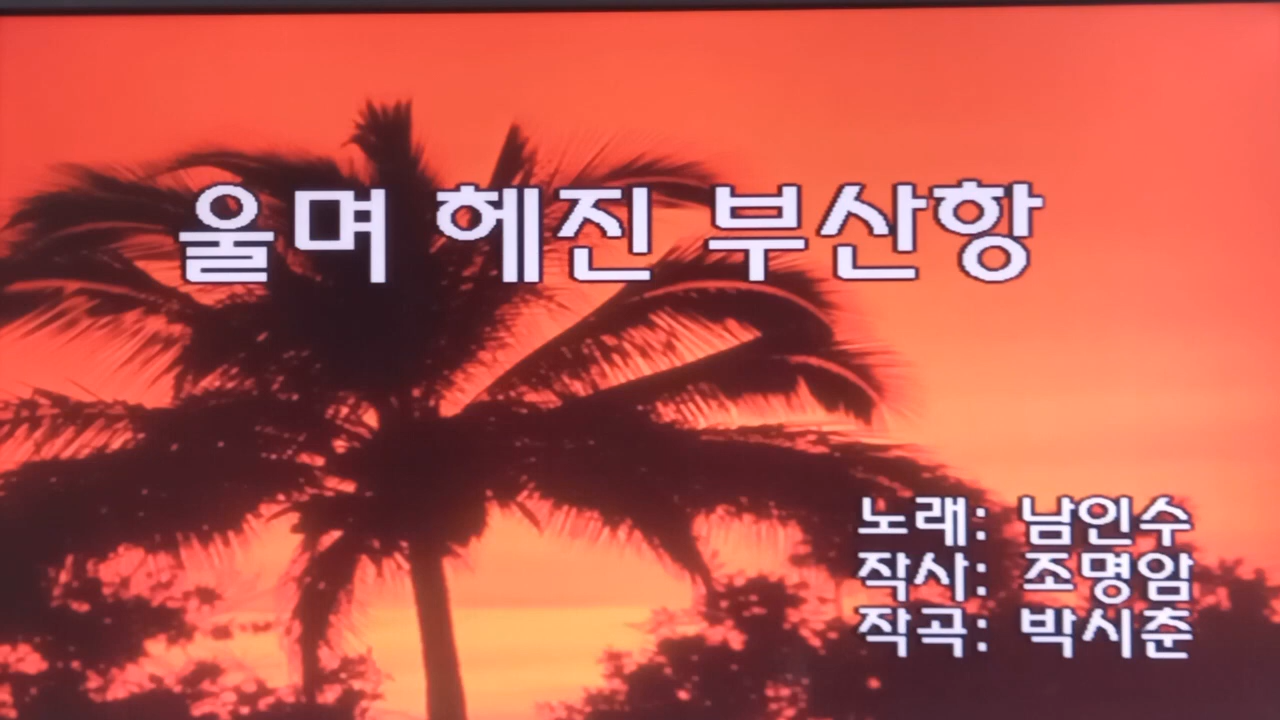 울며 헤진 부산항
노래: 남인수
작사: 조명암
작곡: 박시춘